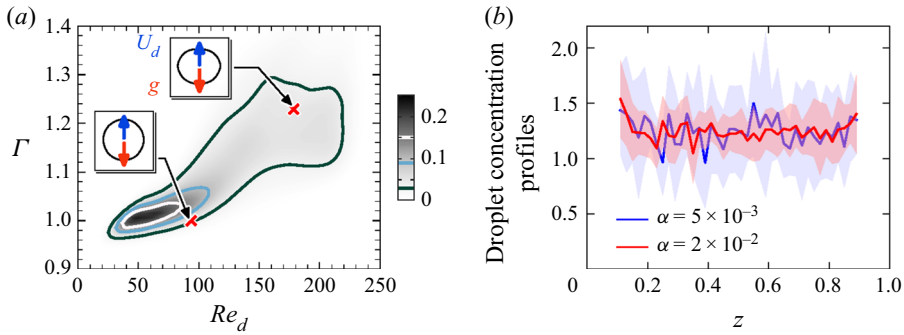 (a)
1.4
1.3
1.2
Γ
1.1
1.0
0.9
0 50 100 150 200 250
Re_d
U_d
g
0.2
0.1
0
(b)
2.0
1.5
1.0
0.5
0
0.2 0.4 0.6 0.8 1.0
z
Droplet concentration
profiles
α = 5 × 10⁻³
α = 2 × 10⁻²